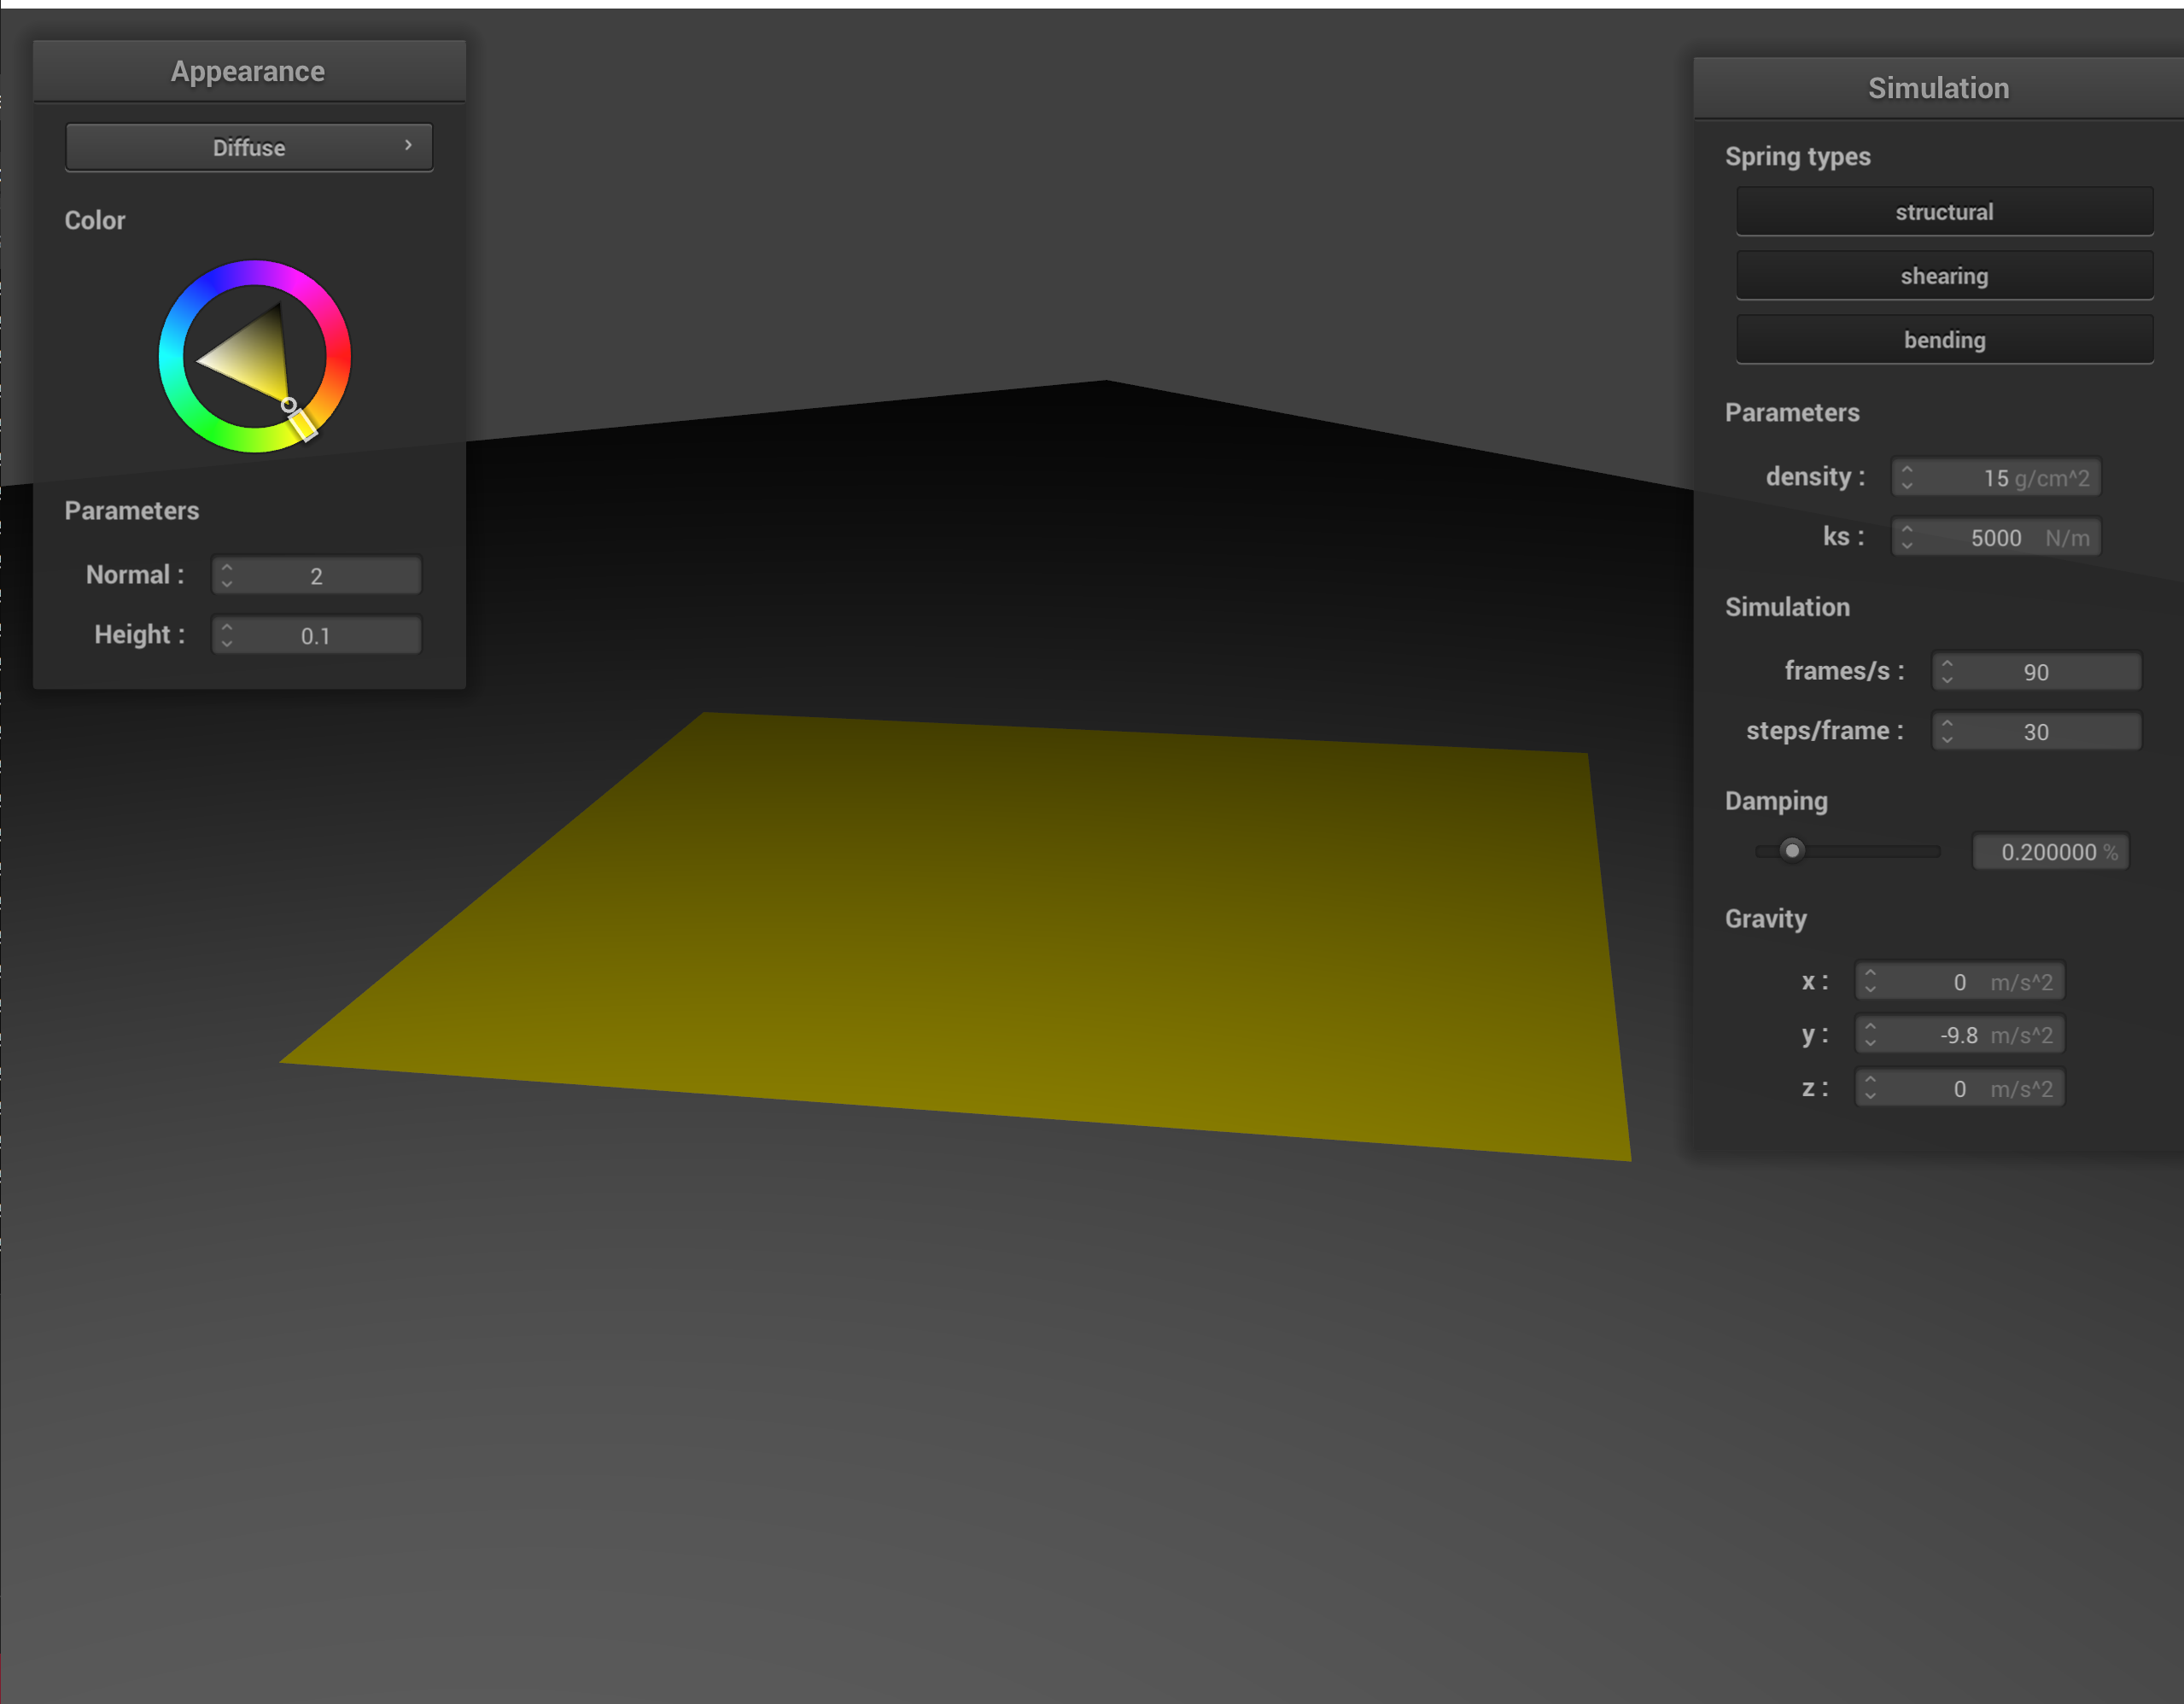 Appearance
Diffuse
Color
Parameters
Normal : 2
Height : 0.1
Simulation
Spring types
structural
shearing
bending
Parameters
density : 15 g/cm^2
ks : 5000 N/m
Simulation
frames/s : 90
steps/frame : 30
Damping
0.200000 %
Gravity
x : 0 m/s^2
y : -9.8 m/s^2
z : 0 m/s^2